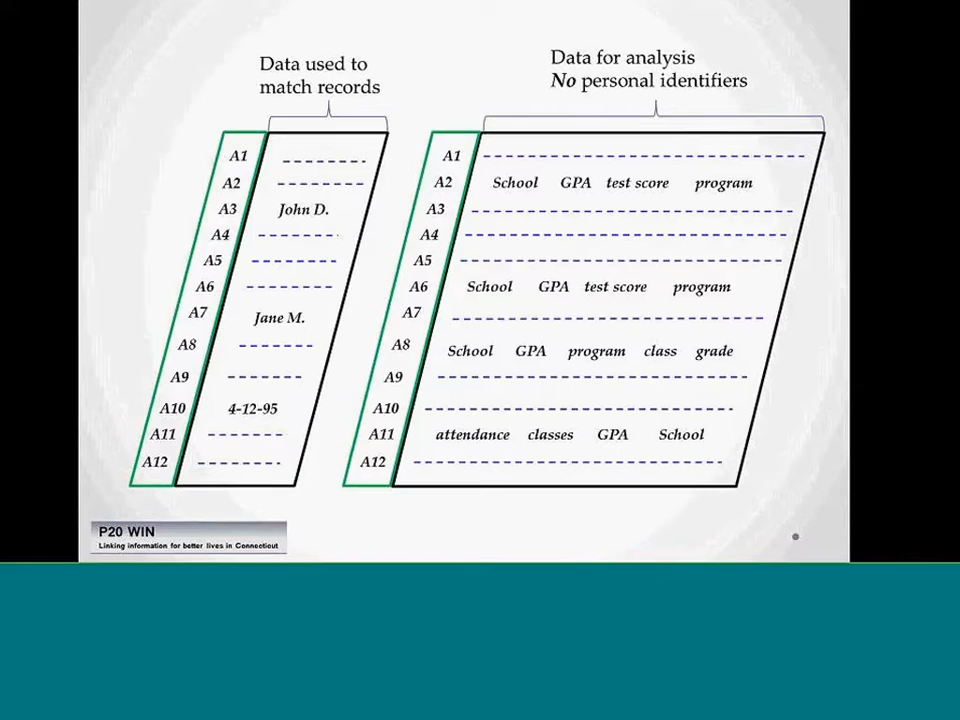 Data used to
match records
Data for analysis
No personal identifiers
A1
A2
A3 John D.
A4
A5
A6
A7 Jane M.
A8
A9
A10 4-12-95
A11
A12
A1
A2 School GPA test score program
A3
A4
A5
A6 School GPA test score program
A7
A8 School GPA program class grade
A9
A10
A11 attendance classes GPA School
A12
P20 WIN
Linking information for better lives in Connecticut